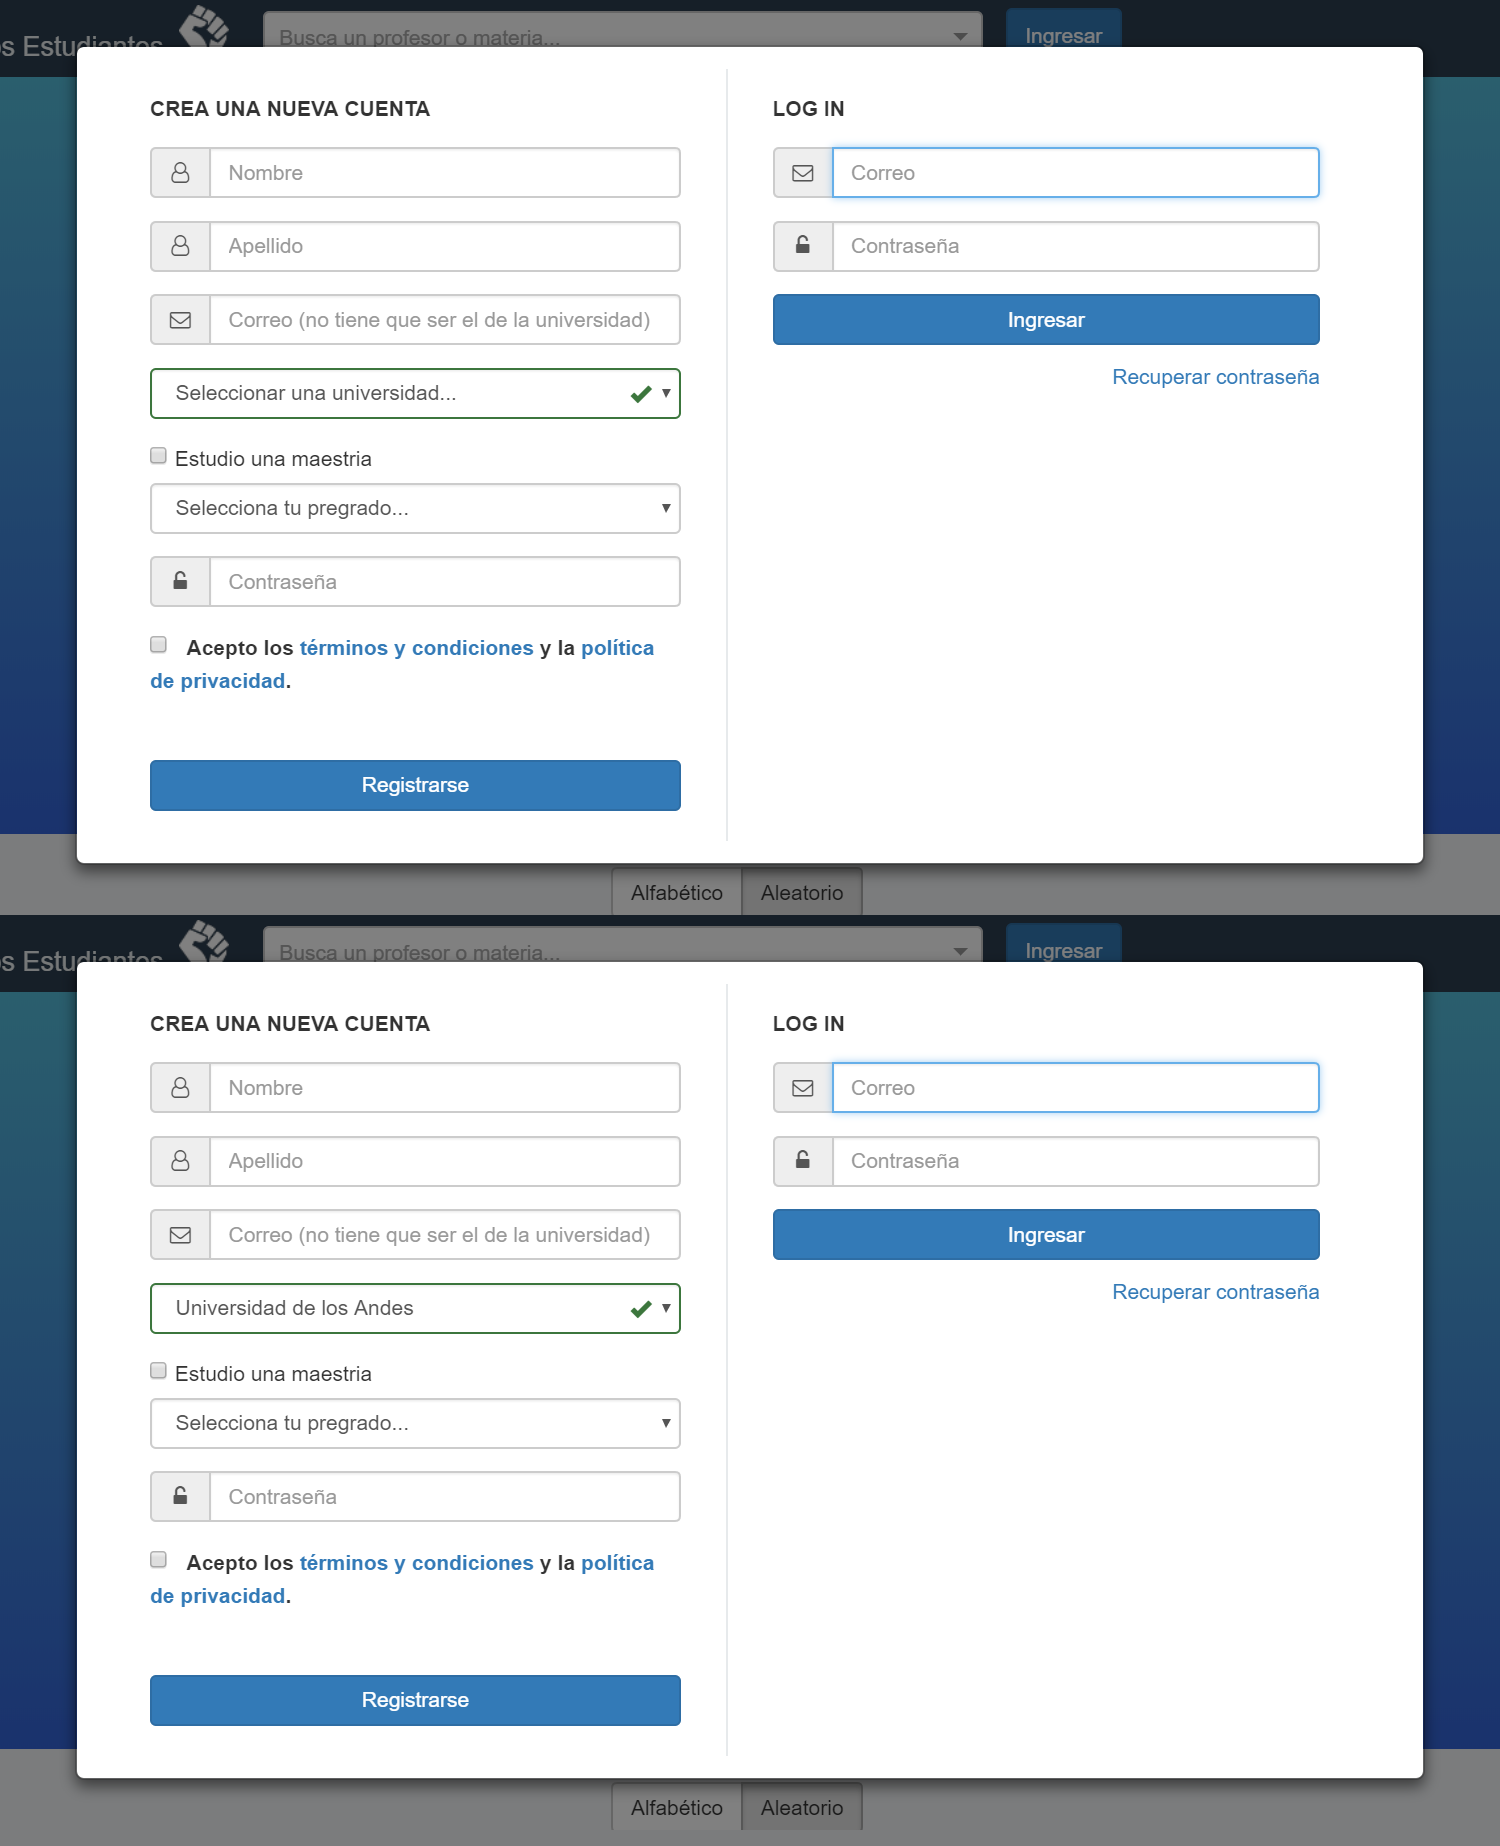 s Estudiantes
Busca un profesor o materia...
Ingresar
CREA UNA NUEVA CUENTA
Nombre
Apellido
Correo (no tiene que ser el de la universidad)
Seleccionar una universidad...
Estudio una maestria
Selecciona tu pregrado...
Contraseña
Acepto los términos y condiciones y la política
de privacidad.
Registrarse
LOG IN
Correo
Contraseña
Ingresar
Recuperar contraseña
Alfabético
Aleatorio
s Estudiantes
Busca un profesor o materia...
Ingresar
CREA UNA NUEVA CUENTA
Nombre
Apellido
Correo (no tiene que ser el de la universidad)
Universidad de los Andes
Estudio una maestria
Selecciona tu pregrado...
Contraseña
Acepto los términos y condiciones y la política
de privacidad.
Registrarse
LOG IN
Correo
Contraseña
Ingresar
Recuperar contraseña
Alfabético
Aleatorio